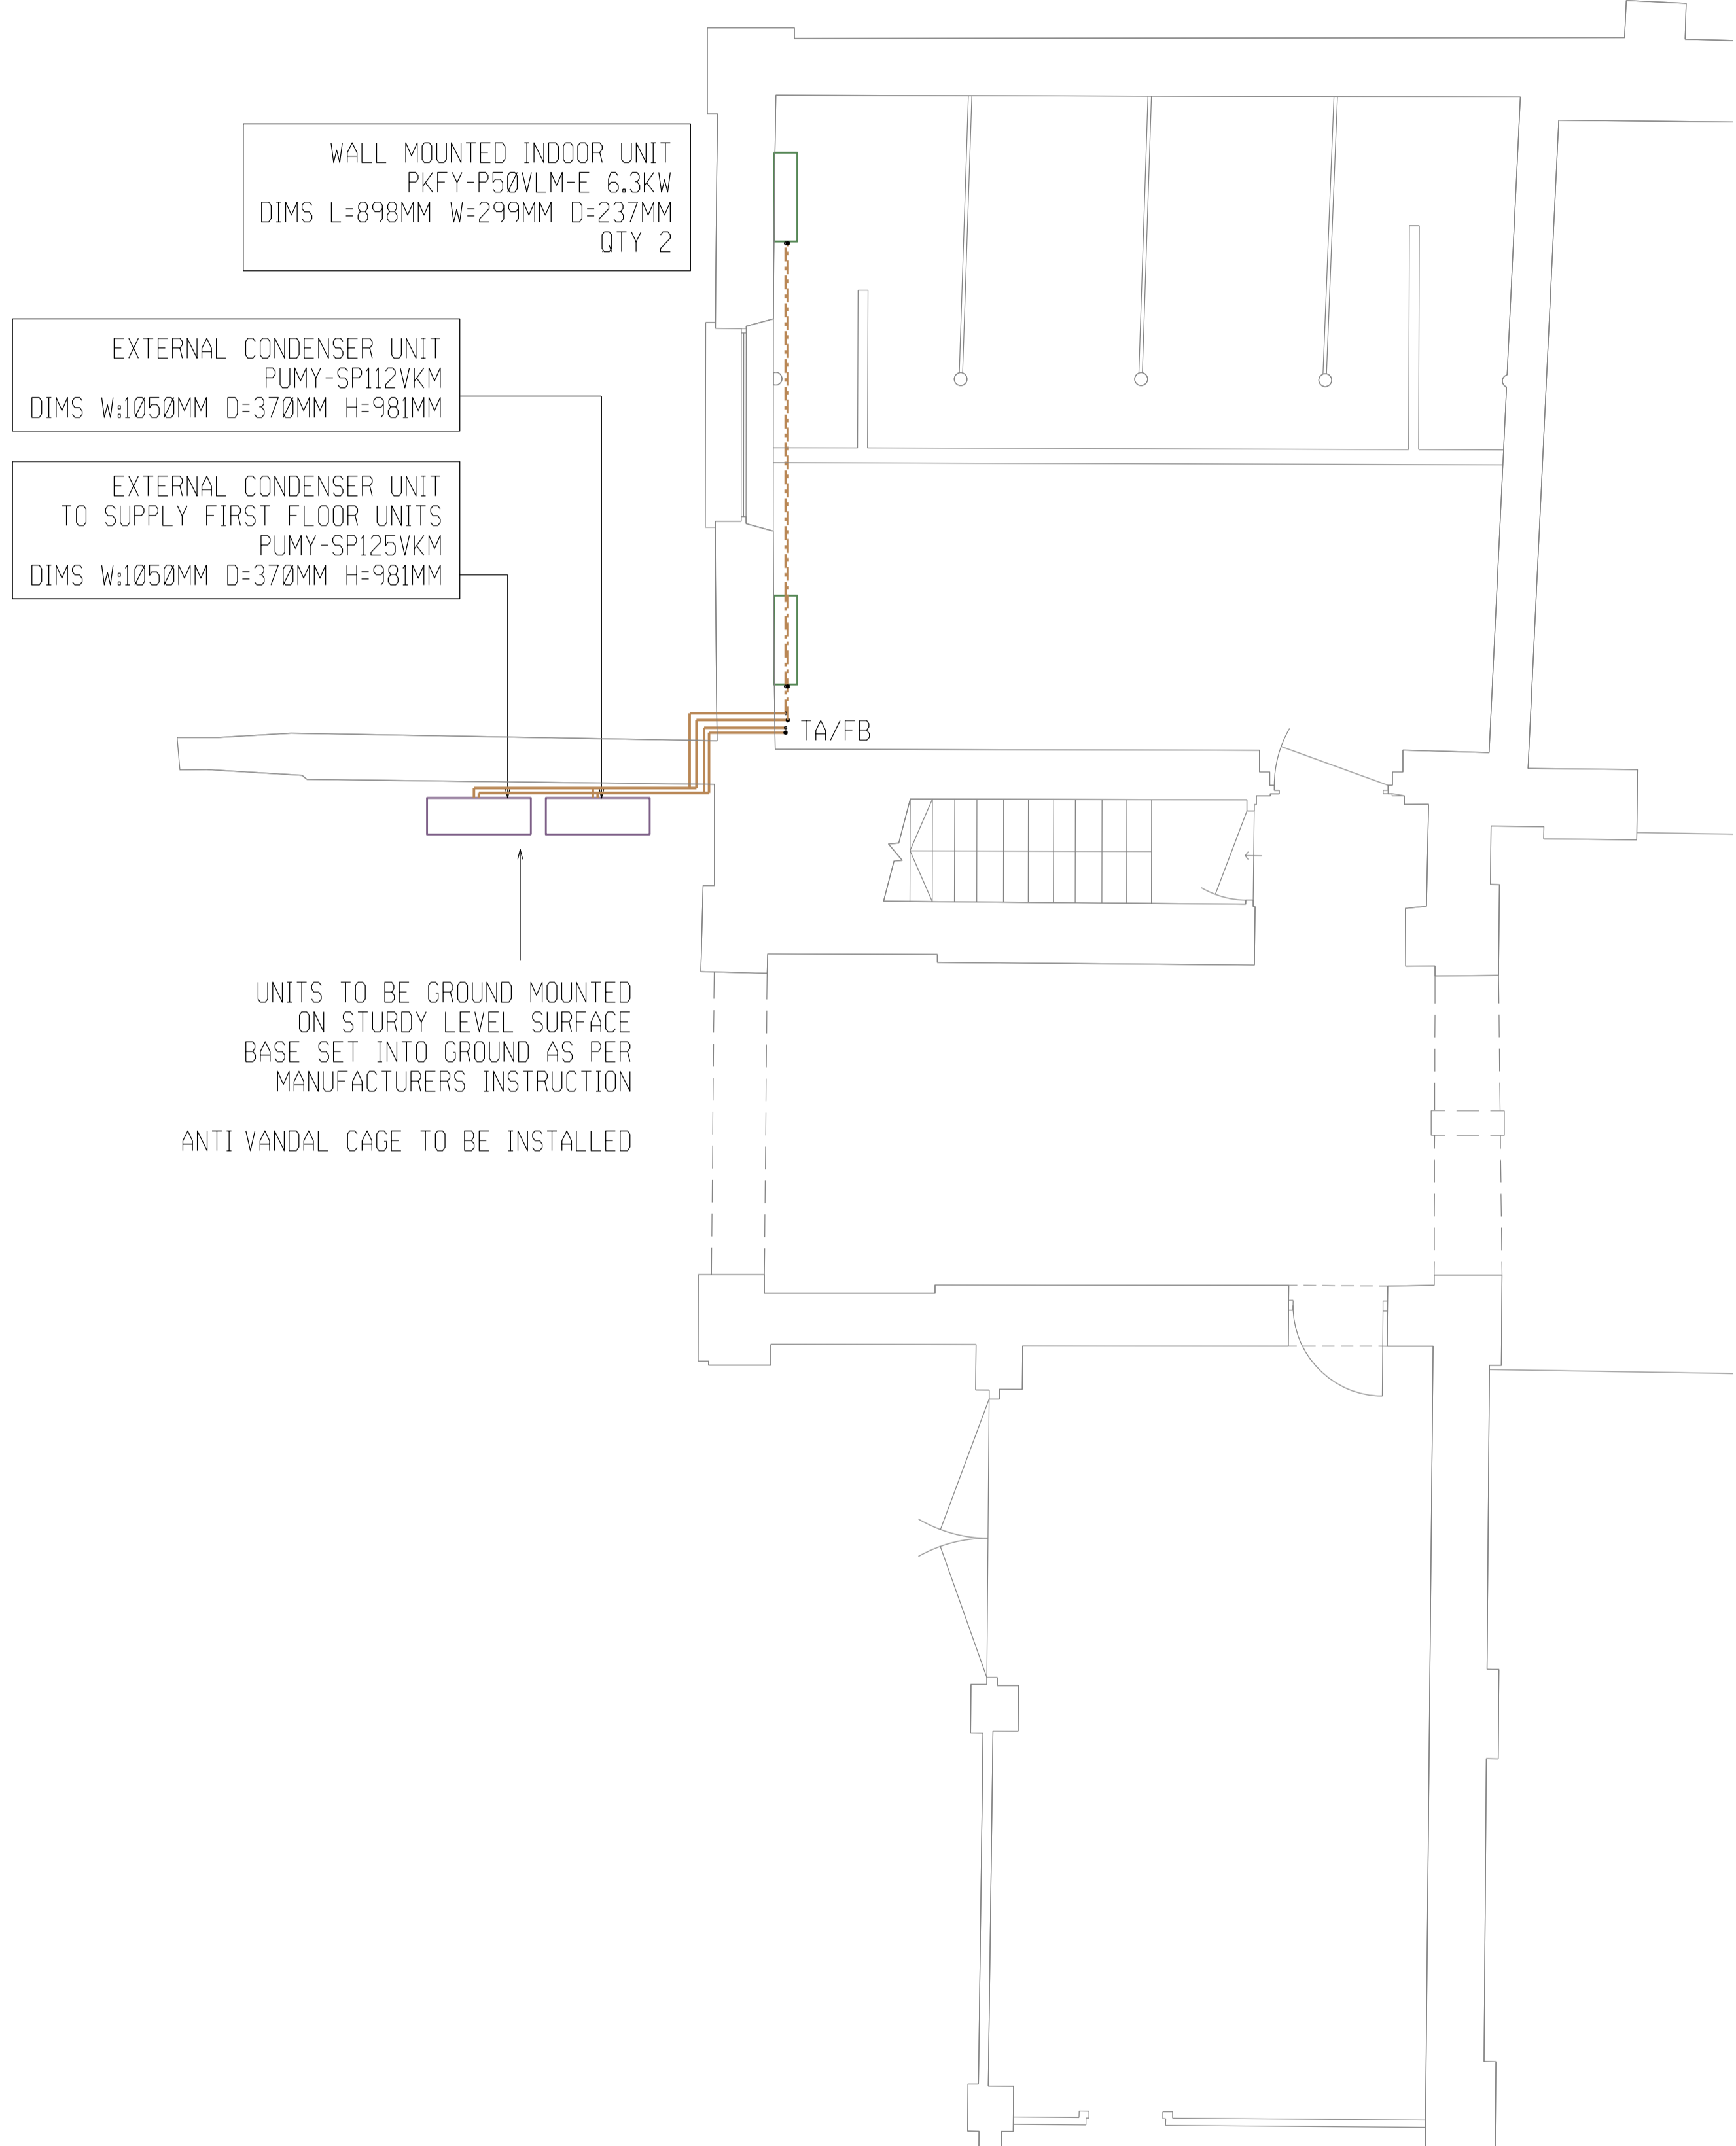 WALL MOUNTED INDOOR UNIT
PKFY-P50VLM-E 6.3KW
DIMS L=898MM W=299MM D=237MM
QTY 2
EXTERNAL CONDENSER UNIT
PUMY-SP112VKM
DIMS W:1050MM D=370MM H=981MM
EXTERNAL CONDENSER UNIT
TO SUPPLY FIRST FLOOR UNITS
PUMY-SP125VKM
DIMS W:1050MM D=370MM H=981MM
TA/FB
UNITS TO BE GROUND MOUNTED
ON STURDY LEVEL SURFACE
BASE SET INTO GROUND AS PER
MANUFACTURERS INSTRUCTION
ANTI VANDAL CAGE TO BE INSTALLED